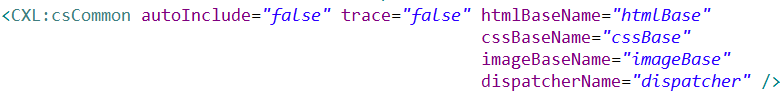 <CXL:csCommon autoInclude="false" trace="false" htmlBaseName="htmlBase"
cssBaseName="cssBase"
imageBaseName="imageBase"
dispatcherName="dispatcher" />